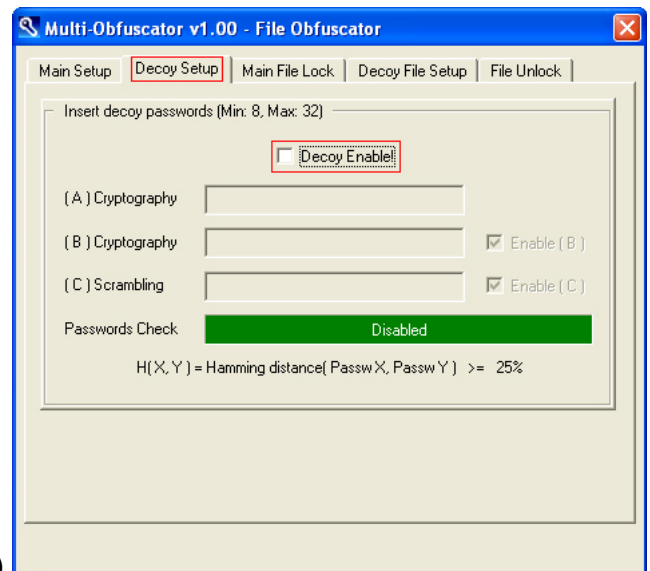 Multi-Obfuscator v1.00 - File Obfuscator
Main Setup Decoy Setup Main File Lock Decoy File Setup File Unlock
Insert decoy passwords (Min: 8, Max: 32)
Decoy Enable!
( A ) Cryptography
( B ) Cryptography Enable ( B )
( C ) Scrambling Enable ( C )
Passwords Check Disabled
H( X, Y ) = Hamming distance( Passw X, Passw Y ) >= 25%
)